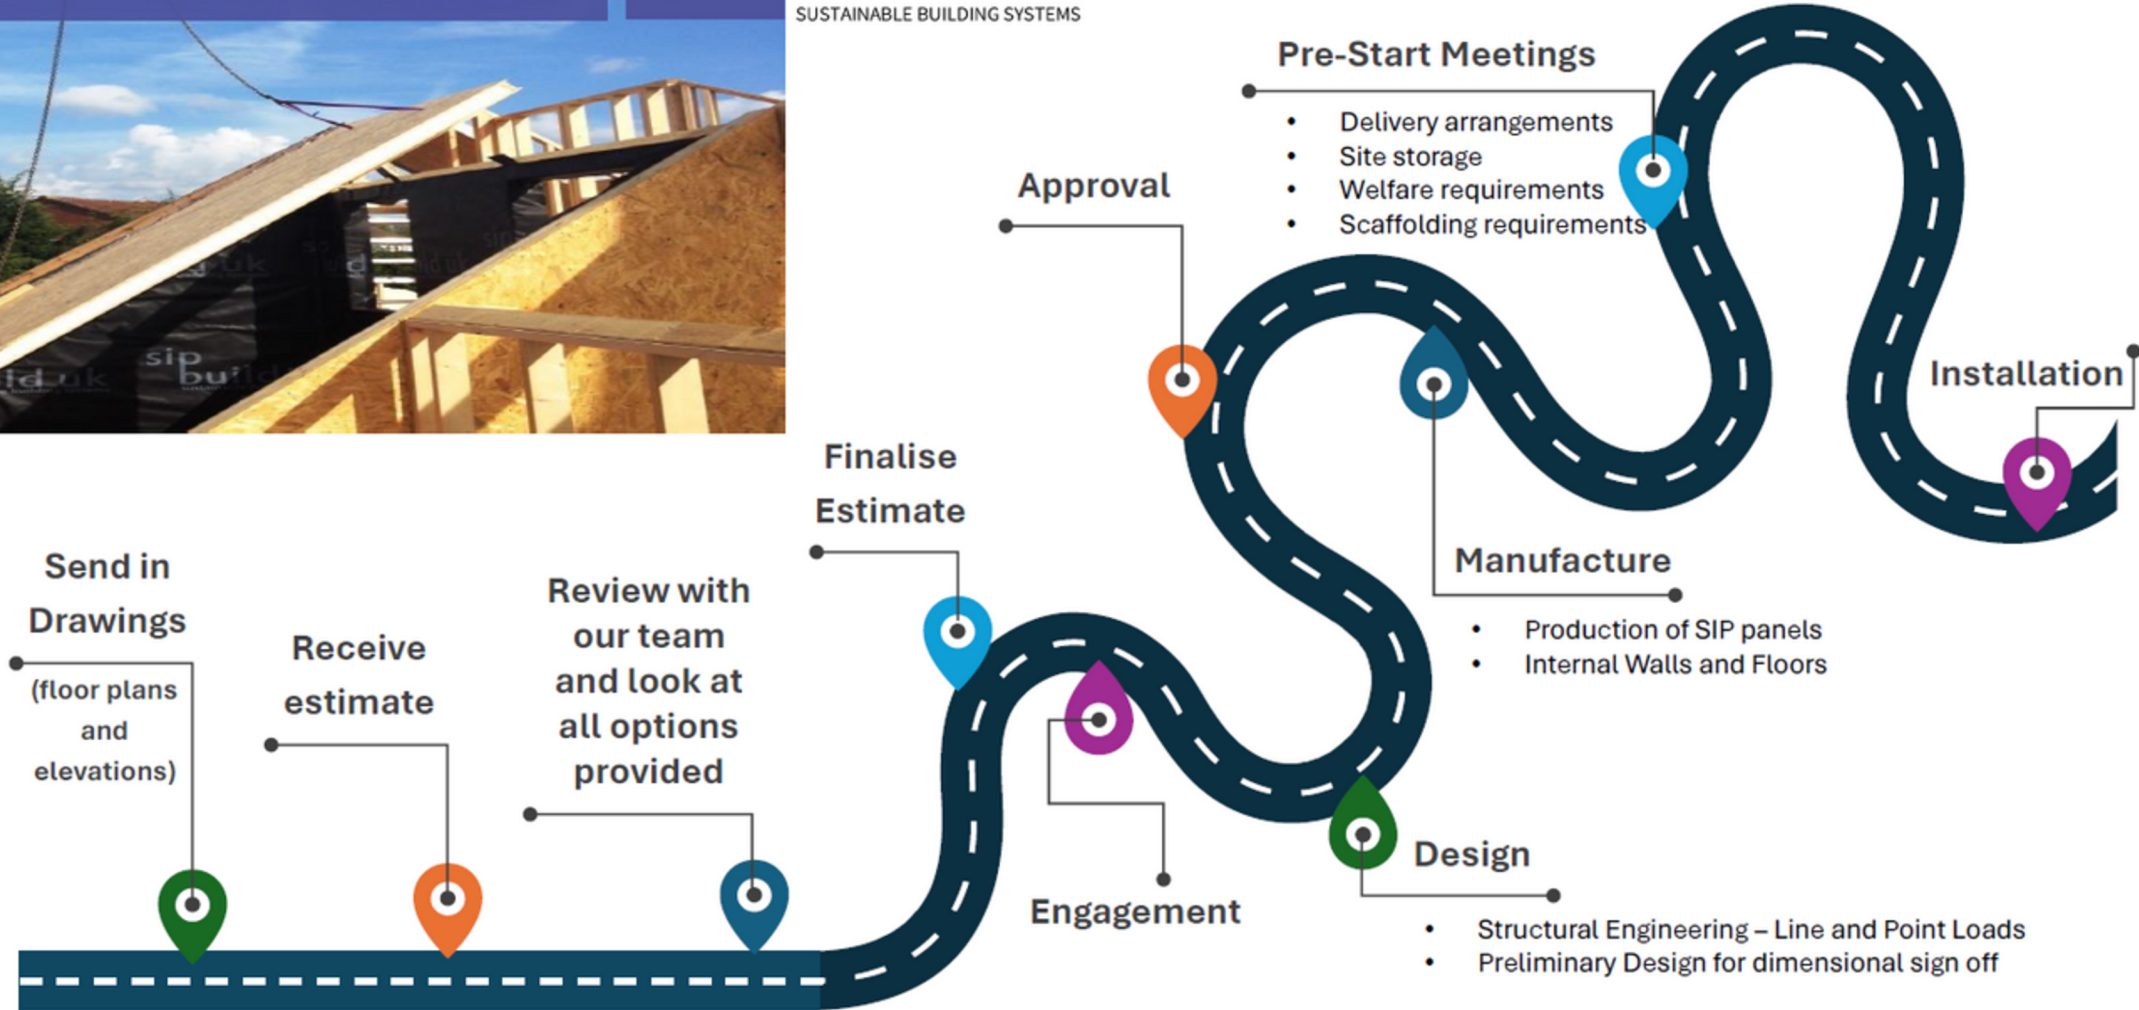 SUSTAINABLE BUILDING SYSTEMS
Send in
Drawings
(floor plans
and
elevations)
Receive
estimate
Review with
our team
and look at
all options
provided
Finalise
Estimate
Engagement
Design
• Structural Engineering – Line and Point Loads
• Preliminary Design for dimensional sign off
Approval
Manufacture
• Production of SIP panels
• Internal Walls and Floors
Pre-Start Meetings
• Delivery arrangements
• Site storage
• Welfare requirements
• Scaffolding requirements
Installation
sip
build
uk